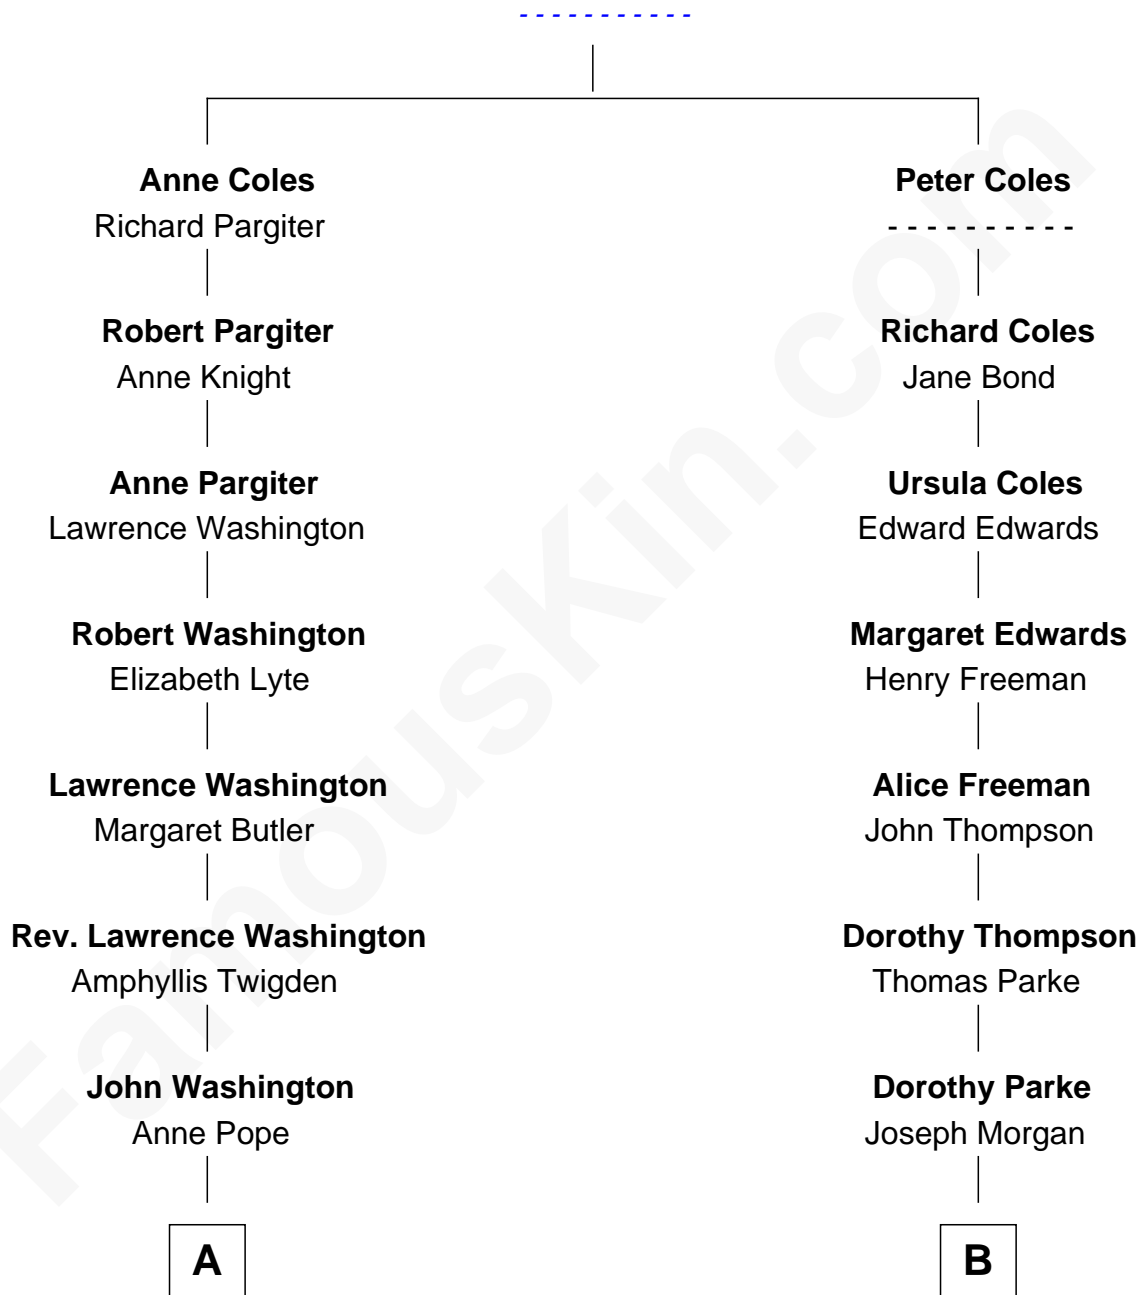 - - - - - - - - - - -
Anne Coles
Richard Pargiter
Peter Coles
- - - - - - - - - -
Robert Pargiter
Anne Knight
Richard Coles
Jane Bond
Anne Pargiter
Lawrence Washington
Ursula Coles
Edward Edwards
Robert Washington
Elizabeth Lyte
Margaret Edwards
Henry Freeman
Lawrence Washington
Margaret Butler
Alice Freeman
John Thompson
Rev. Lawrence Washington
Amphyllis Twigden
Dorothy Thompson
Thomas Parke
John Washington
Anne Pope
Dorothy Parke
Joseph Morgan
A
B
FamousKin.com